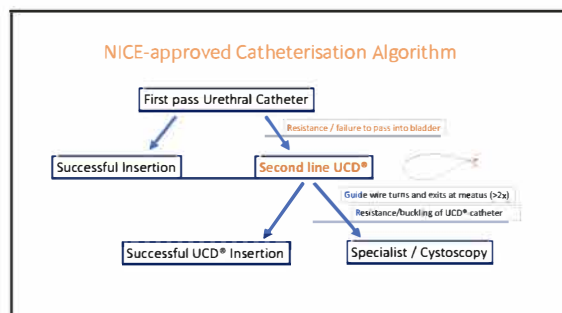 NICE-approved Catheterisation Algorithm
First pass Urethral Catheter
Resistance / failure to pass into bladder
Successful Insertion
Second line UCD®
Guide wire turns and exits at meatus (>2x)
Resistance/buckling of UCD®-catheter
Successful UCD® Insertion
Specialist / Cystoscopy